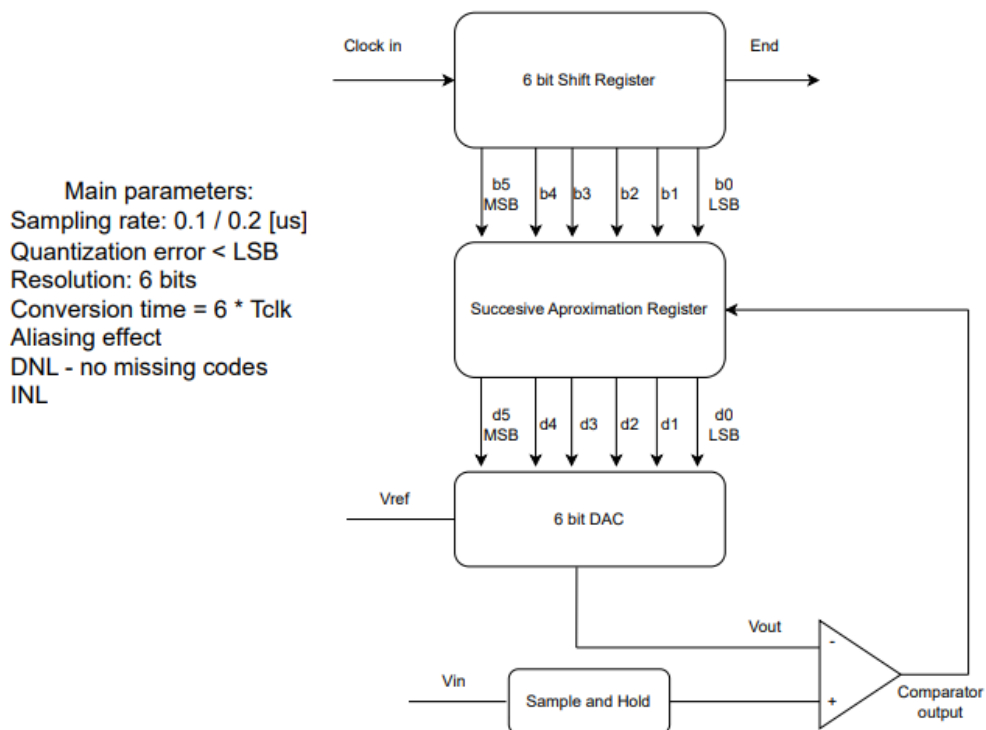 Clock in
End
6 bit Shift Register
b5
MSB
b4
b3
b2
b1
b0
LSB
Main parameters:
Sampling rate: 0.1 / 0.2 [us]
Quantization error < LSB
Resolution: 6 bits
Conversion time = 6 * Tclk
Aliasing effect
DNL - no missing codes
INL
Succesive Aproximation Register
d5
MSB
d4
d3
d2
d1
d0
LSB
Vref
6 bit DAC
Vout
-
Vin
Sample and Hold
+
Comparator
output